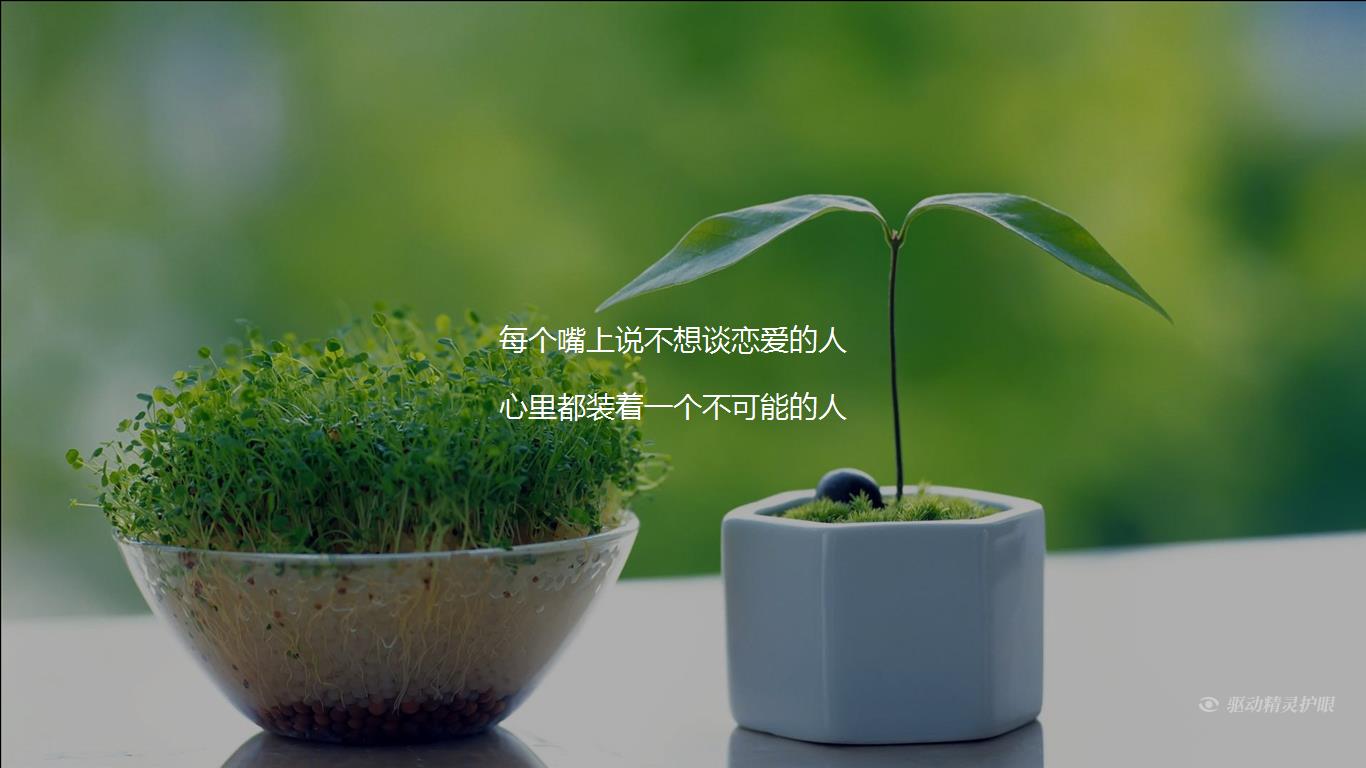 每个嘴上说不想谈恋爱的人
心里都装着一个不可能的人
驱动精灵护眼